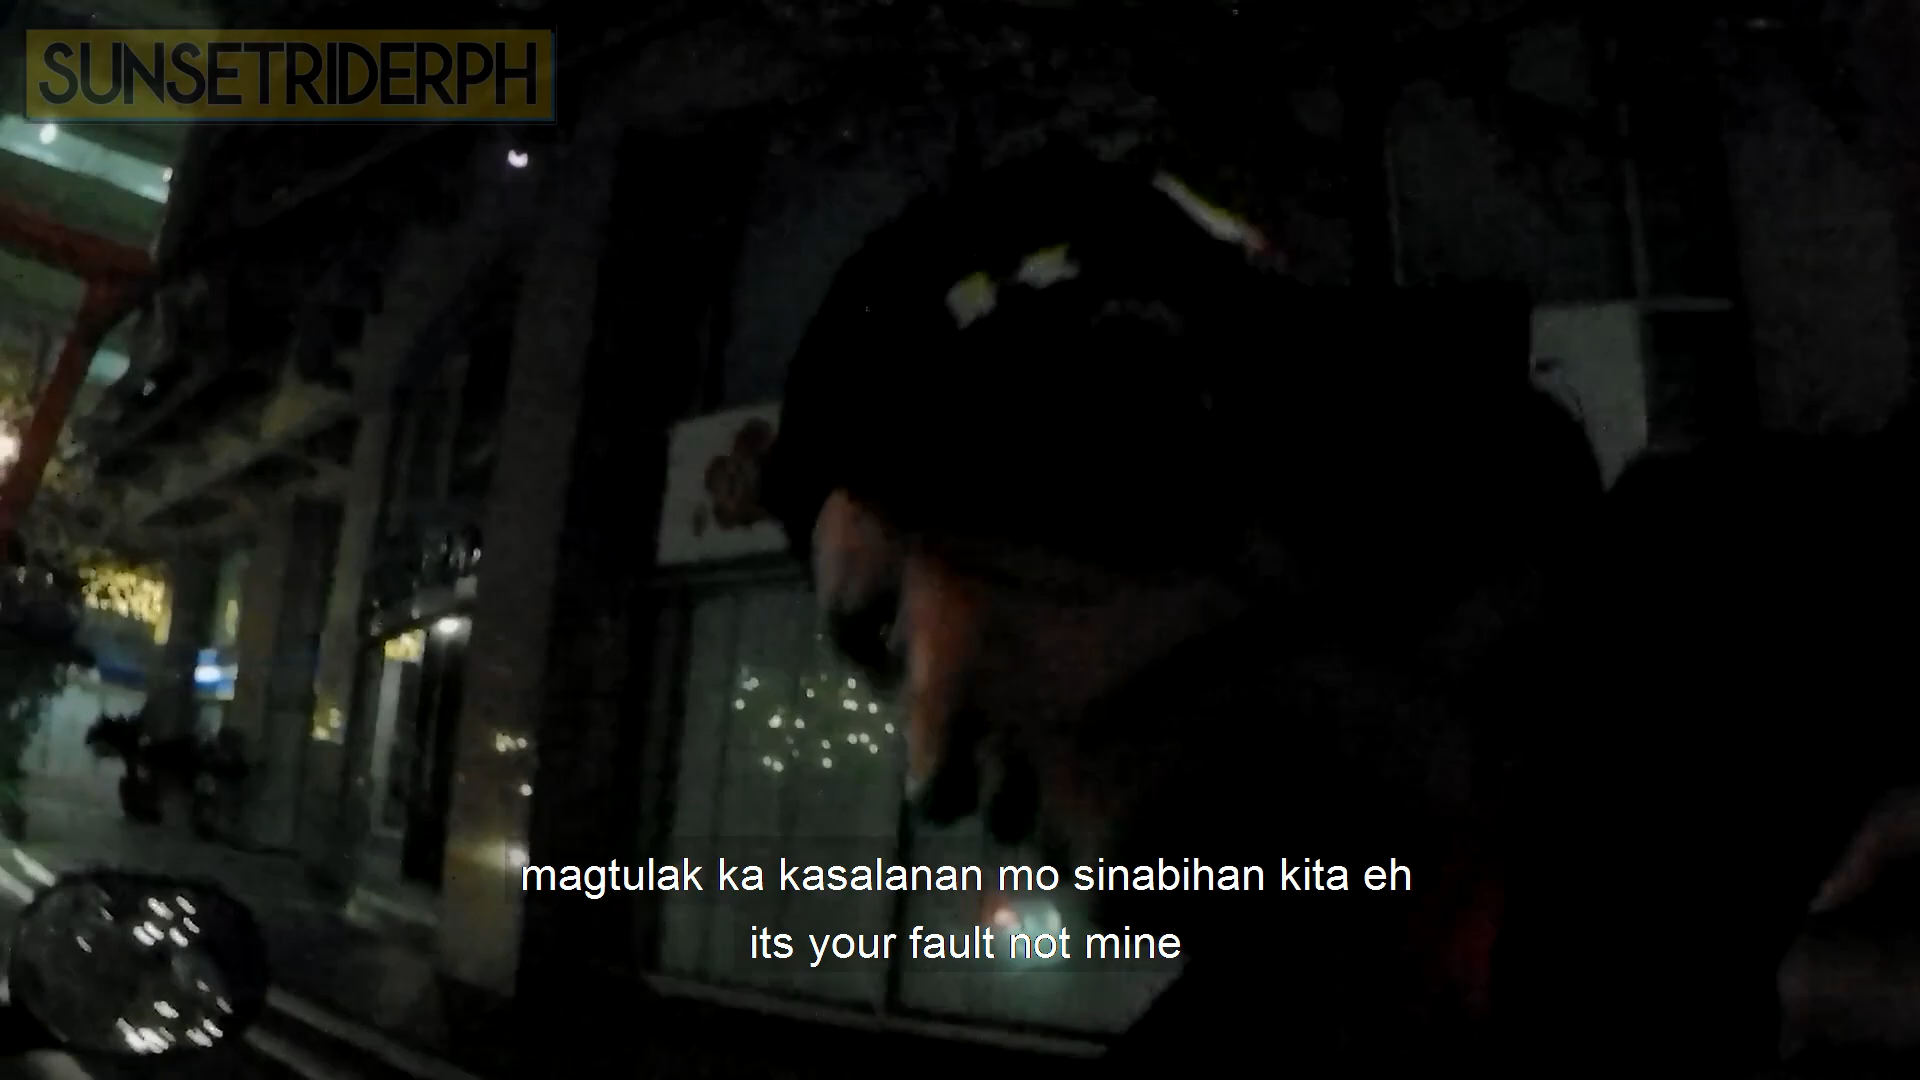 SUNSETRIDERPH
magtulak ka kasalanan mo sinabihan kita eh
its your fault not mine